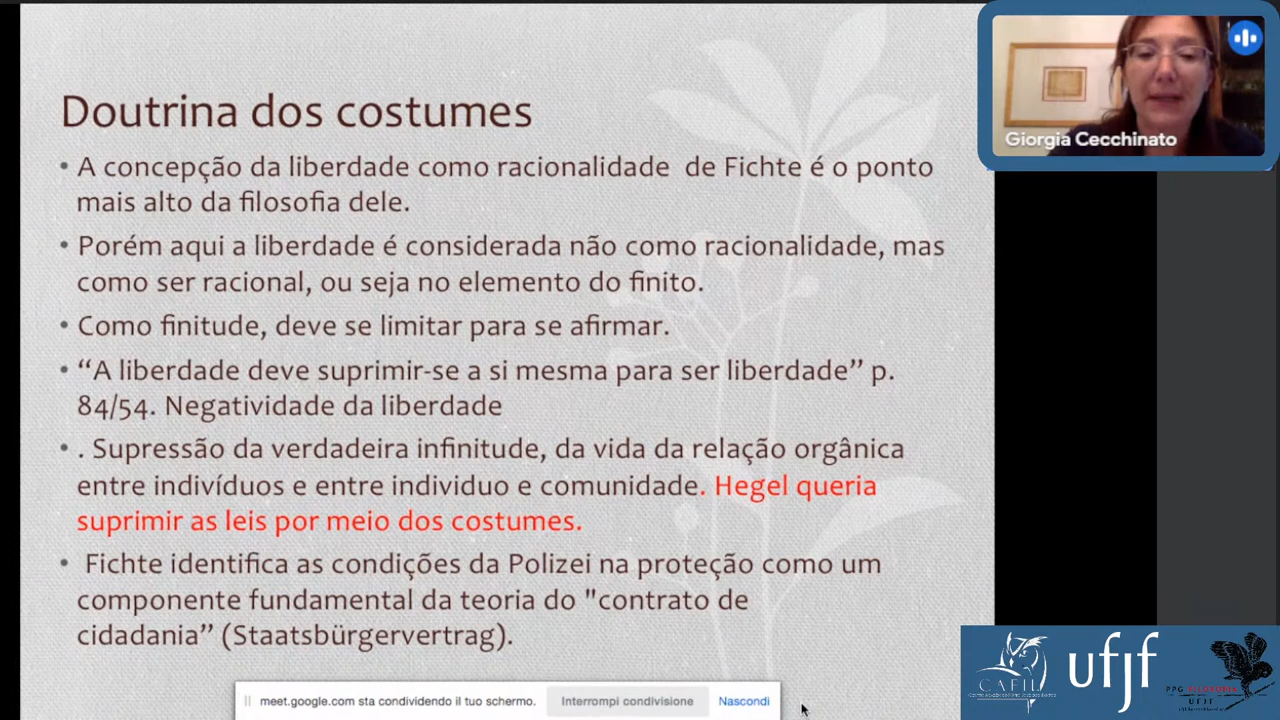 Doutrina dos costumes
• A concepção da liberdade como racionalidade de Fichte é o ponto
mais alto da filosofia dele.
• Porém aqui a liberdade é considerada não como racionalidade, mas
como ser racional, ou seja no elemento do finito.
• Como finitude, deve se limitar para se afirmar.
• “A liberdade deve suprimir-se a si mesma para ser liberdade” p.
84/54. Negatividade da liberdade
• . Supressão da verdadeira infinitude, da vida da relação orgânica
entre indivíduos e entre individuo e comunidade. Hegel queria
suprimir as leis por meio dos costumes.
• Fichte identifica as condições da Polizei na proteção como um
componente fundamental da teoria do "contrato de
cidadania” (Staatsbürgervertrag).
Giorgia Cecchinato
meet.google.com sta condividendo il tuo schermo.
Interrompi condivisione
Nascondi
CAFIL
ufjf
PPG FILOSOFIA
UFJF